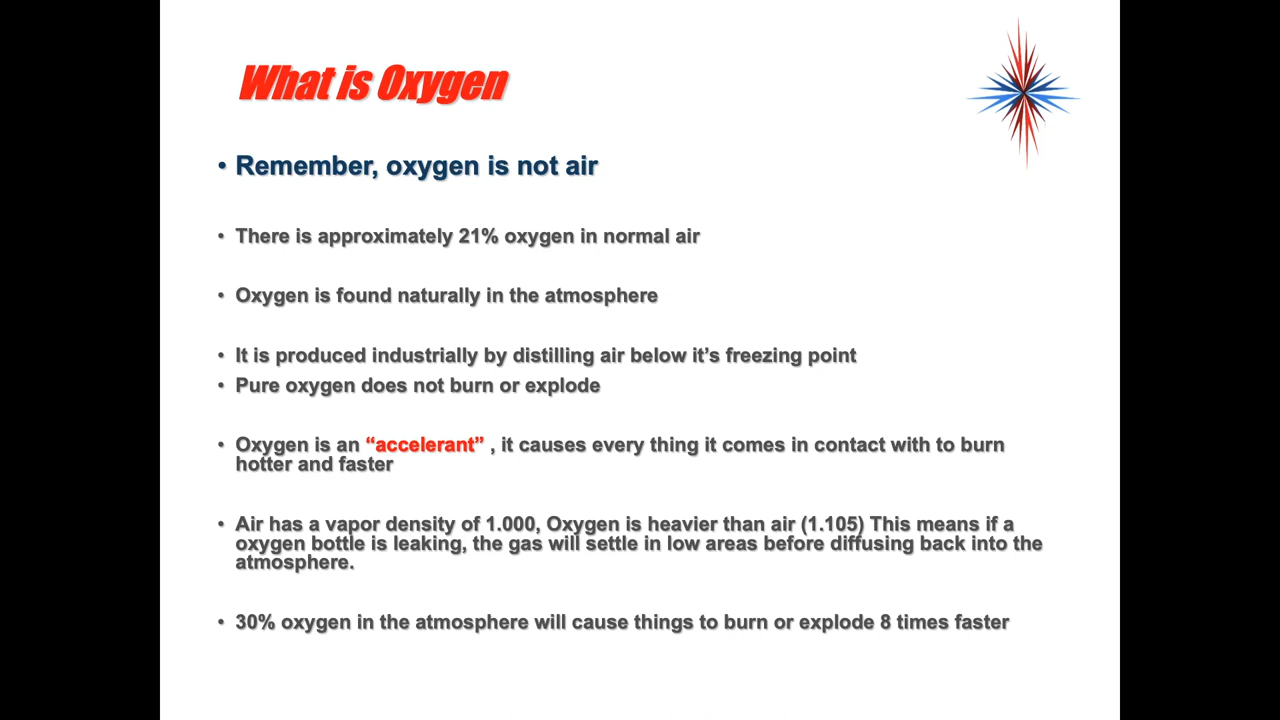 What is Oxygen
• Remember, oxygen is not air
• There is approximately 21% oxygen in normal air
• Oxygen is found naturally in the atmosphere
• It is produced industrially by distilling air below it’s freezing point
• Pure oxygen does not burn or explode
• Oxygen is an “accelerant” , it causes every thing it comes in contact with to burn
hotter and faster
• Air has a vapor density of 1.000, Oxygen is heavier than air (1.105) This means if a
oxygen bottle is leaking, the gas will settle in low areas before diffusing back into the
atmosphere.
• 30% oxygen in the atmosphere will cause things to burn or explode 8 times faster